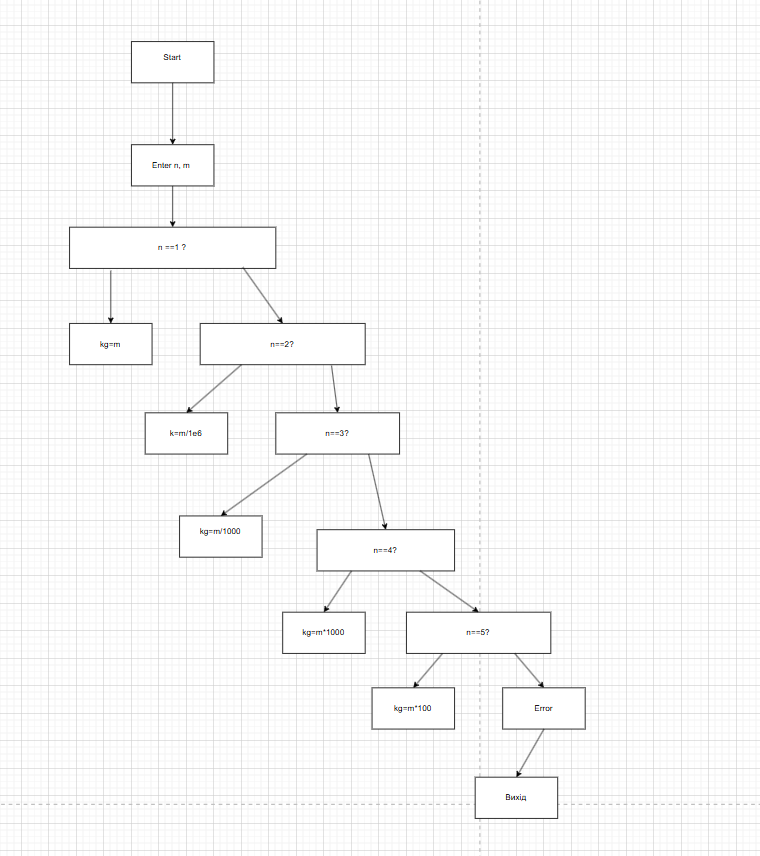 Start
Enter n, m
n ==1 ?
kg=m
n==2?
k=m/1e6
n==3?
kg=m/1000
n==4?
kg=m*1000
n==5?
kg=m*100
Error
Вихід